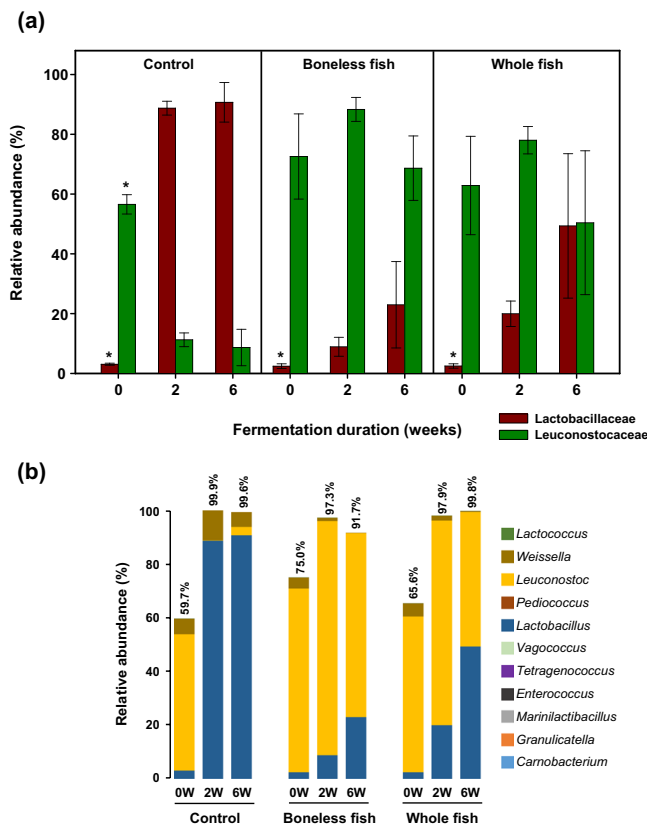 (a)
Control
Boneless fish
Whole fish
Relative abundance (%)
100
80
60
40
20
0
*
*
*
*
0
2
6
0
2
6
0
2
6
Fermentation duration (weeks)
Lactobacillaceae
Leuconostocaceae
(b)
Relative abundance (%)
100
80
60
40
20
0
59.7%
99.9%
99.6%
75.0%
97.3%
91.7%
65.6%
97.9%
99.8%
0W
2W
6W
0W
2W
6W
0W
2W
6W
Control
Boneless fish
Whole fish
Lactococcus
Weissella
Leuconostoc
Pediococcus
Lactobacillus
Vagococcus
Tetragenococcus
Enterococcus
Marinilactibacillus
Granulicatella
Carnobacterium